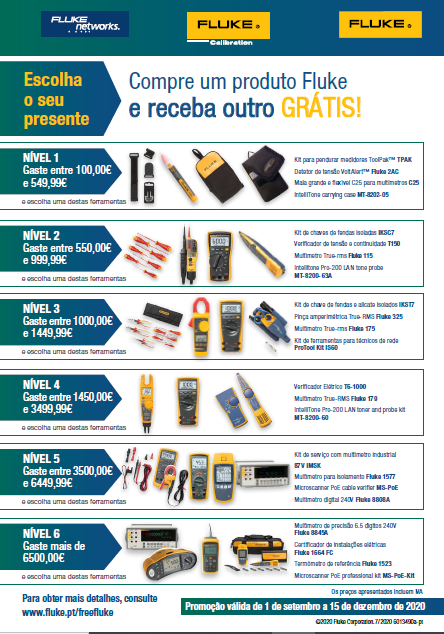 FLUKE networks.
FLUKE®
Calibration
FLUKE®
Escolha
o seu
presente
Compre um produto Fluke
e receba outro GRÁTIS!
NÍVEL 1
Gaste entre 100,00€
e 549,99€
e escolha uma destas ferramentas
Kit para pendurar medidores TooPak™ TPAK
Detetor de tensão VoltAlert™ Fluke 2AC
Mala grande e flexível C25 para multímetros C25
IntelliTone carrying case MT-8202-05
NÍVEL 2
Gaste entre 550,00€
e 999,99€
e escolha uma destas ferramentas
Kit de chaves de fendas isoladas IKSC7
Verificador de tensão e continuidade T150
Multímetro True-rms Fluke 115
Intellitone Pro-200 LAN tone probe
MT-8200-63A
NÍVEL 3
Gaste entre 1000,00€
e 1449,99€
e escolha uma destas ferramentas
Kit de chave de fendas e alicate isolados IKST7
Pinça amperimétrica True-RMS Fluke 325
Multímetro True-rms Fluke 175
Kit de ferramentas para técnicos de rede
ProTool Kit IS60
NÍVEL 4
Gaste entre 1450,00€
e 3499,99€
e escolha uma destas ferramentas
Verificador Elétrico T6-1000
Multímetro True-RMS Fluke 179
IntelliTone Pro-200 LAN toner and probe kit
MT-8200-60
NÍVEL 5
Gaste entre 3500,00€
e 6449,99€
e escolha uma destas ferramentas
Kit de serviço com multímetro industrial
87V IMSK
Multímetro para isolamento Fluke 1577
Microscanner PoE cable verifier MS-PoE
Multímetro digital 240V Fluke 8808A
NÍVEL 6
Gaste mais de
6500,00€
e escolha uma destas ferramentas
Multímetro de precisão 6.5 dígitos 240V
Fluke 8845A
Certificador de instalações elétricas
Fluke 1664 FC
Termómetro de referência Fluke 1523
Microscanner PoE professional kit MS-PoE-Kit
Os preços apresentados incluem IVA
Para obter mais detalhes, consulte
www.fluke.pt/freefluke
Promoção válida de 1 de setembro a 15 de dezembro de 2020
©2020 Fluke Corporation. 7/2020 6013490a-pt